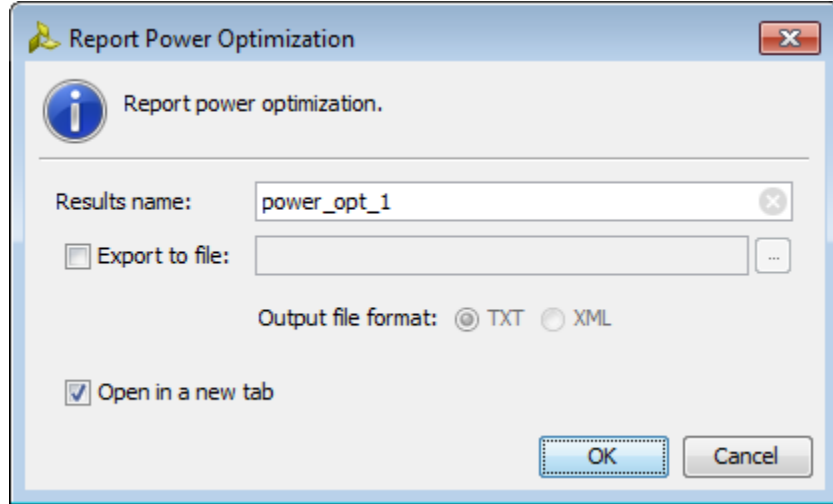 Report Power Optimization
Report power optimization.
Results name: power_opt_1
Export to file: ...
Output file format: TXT XML
Open in a new tab
OK Cancel